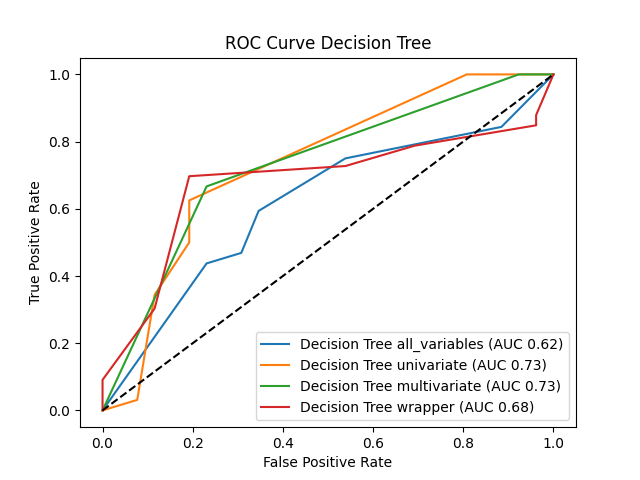 ROC Curve Decision Tree
True Positive Rate
1.0
0.8
0.6
0.4
0.2
0.0
Decision Tree all_variables (AUC 0.62)
Decision Tree univariate (AUC 0.73)
Decision Tree multivariate (AUC 0.73)
Decision Tree wrapper (AUC 0.68)
0.0 0.2 0.4 0.6 0.8 1.0
False Positive Rate